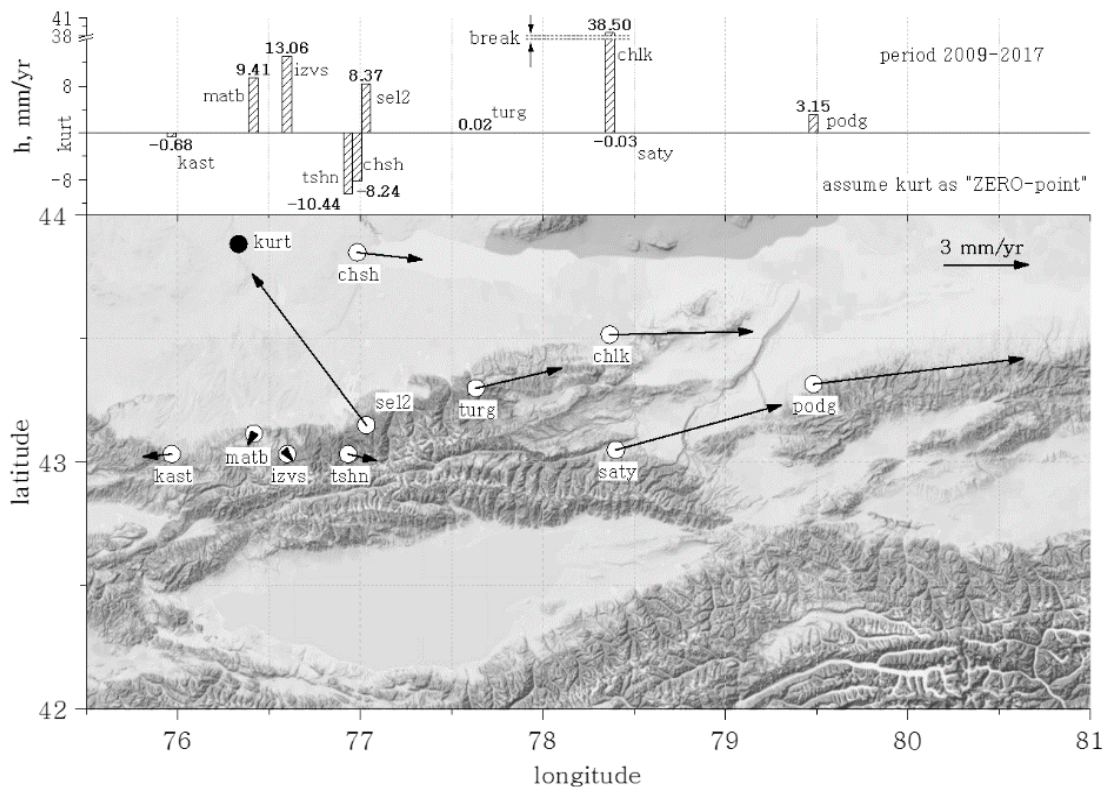 41
38
8
-8
h, mm/yr
kurt
break
38.50
chlk
period 2009-2017
13.06
izvs
9.41
matb
8.37
sel2
turg
0.02
3.15
podg
-0.68
kast
-0.03
saty
tshn
chsh
-8.24
-10.44
assume kurt as "ZERO-point"
44
kurt
chsh
3 mm/yr
chlk
turg
podg
sel2
43
kast
matb
izvs
tshn
saty
latitude
42
76 77 78 79 80 81
longitude